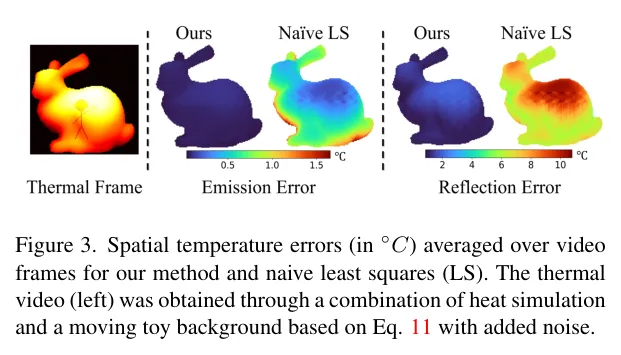 Ours Naïve LS Ours Naïve LS
0.5 1.0 1.5 °C 2 4 6 8 10 °C
Thermal Frame Emission Error Reflection Error
Figure 3. Spatial temperature errors (in °C) averaged over video
frames for our method and naive least squares (LS). The thermal
video (left) was obtained through a combination of heat simulation
and a moving toy background based on Eq. 11 with added noise.